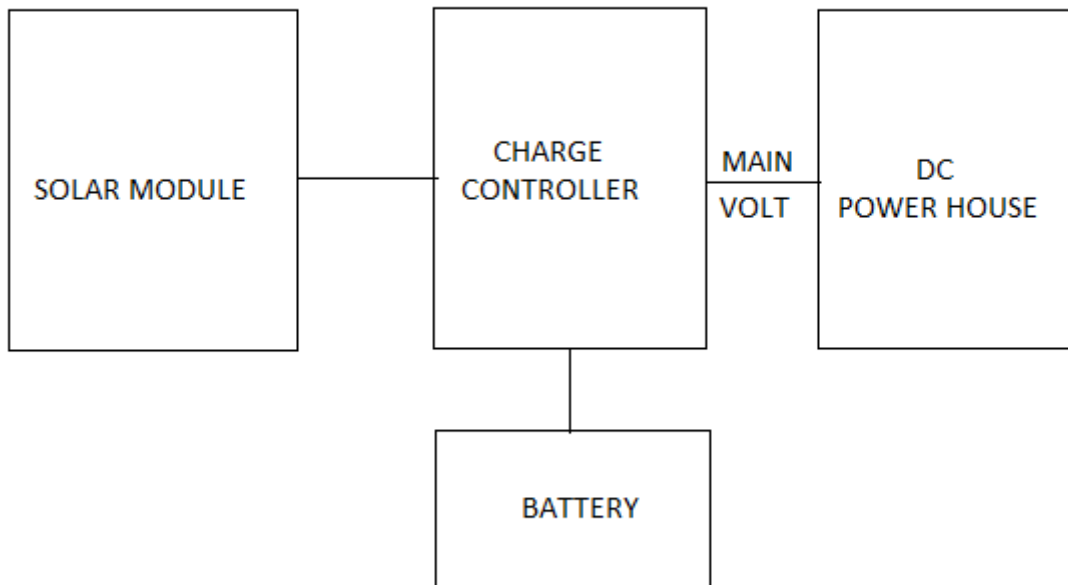 SOLAR MODULE
CHARGE
CONTROLLER
MAIN
VOLT
DC
POWER HOUSE
BATTERY